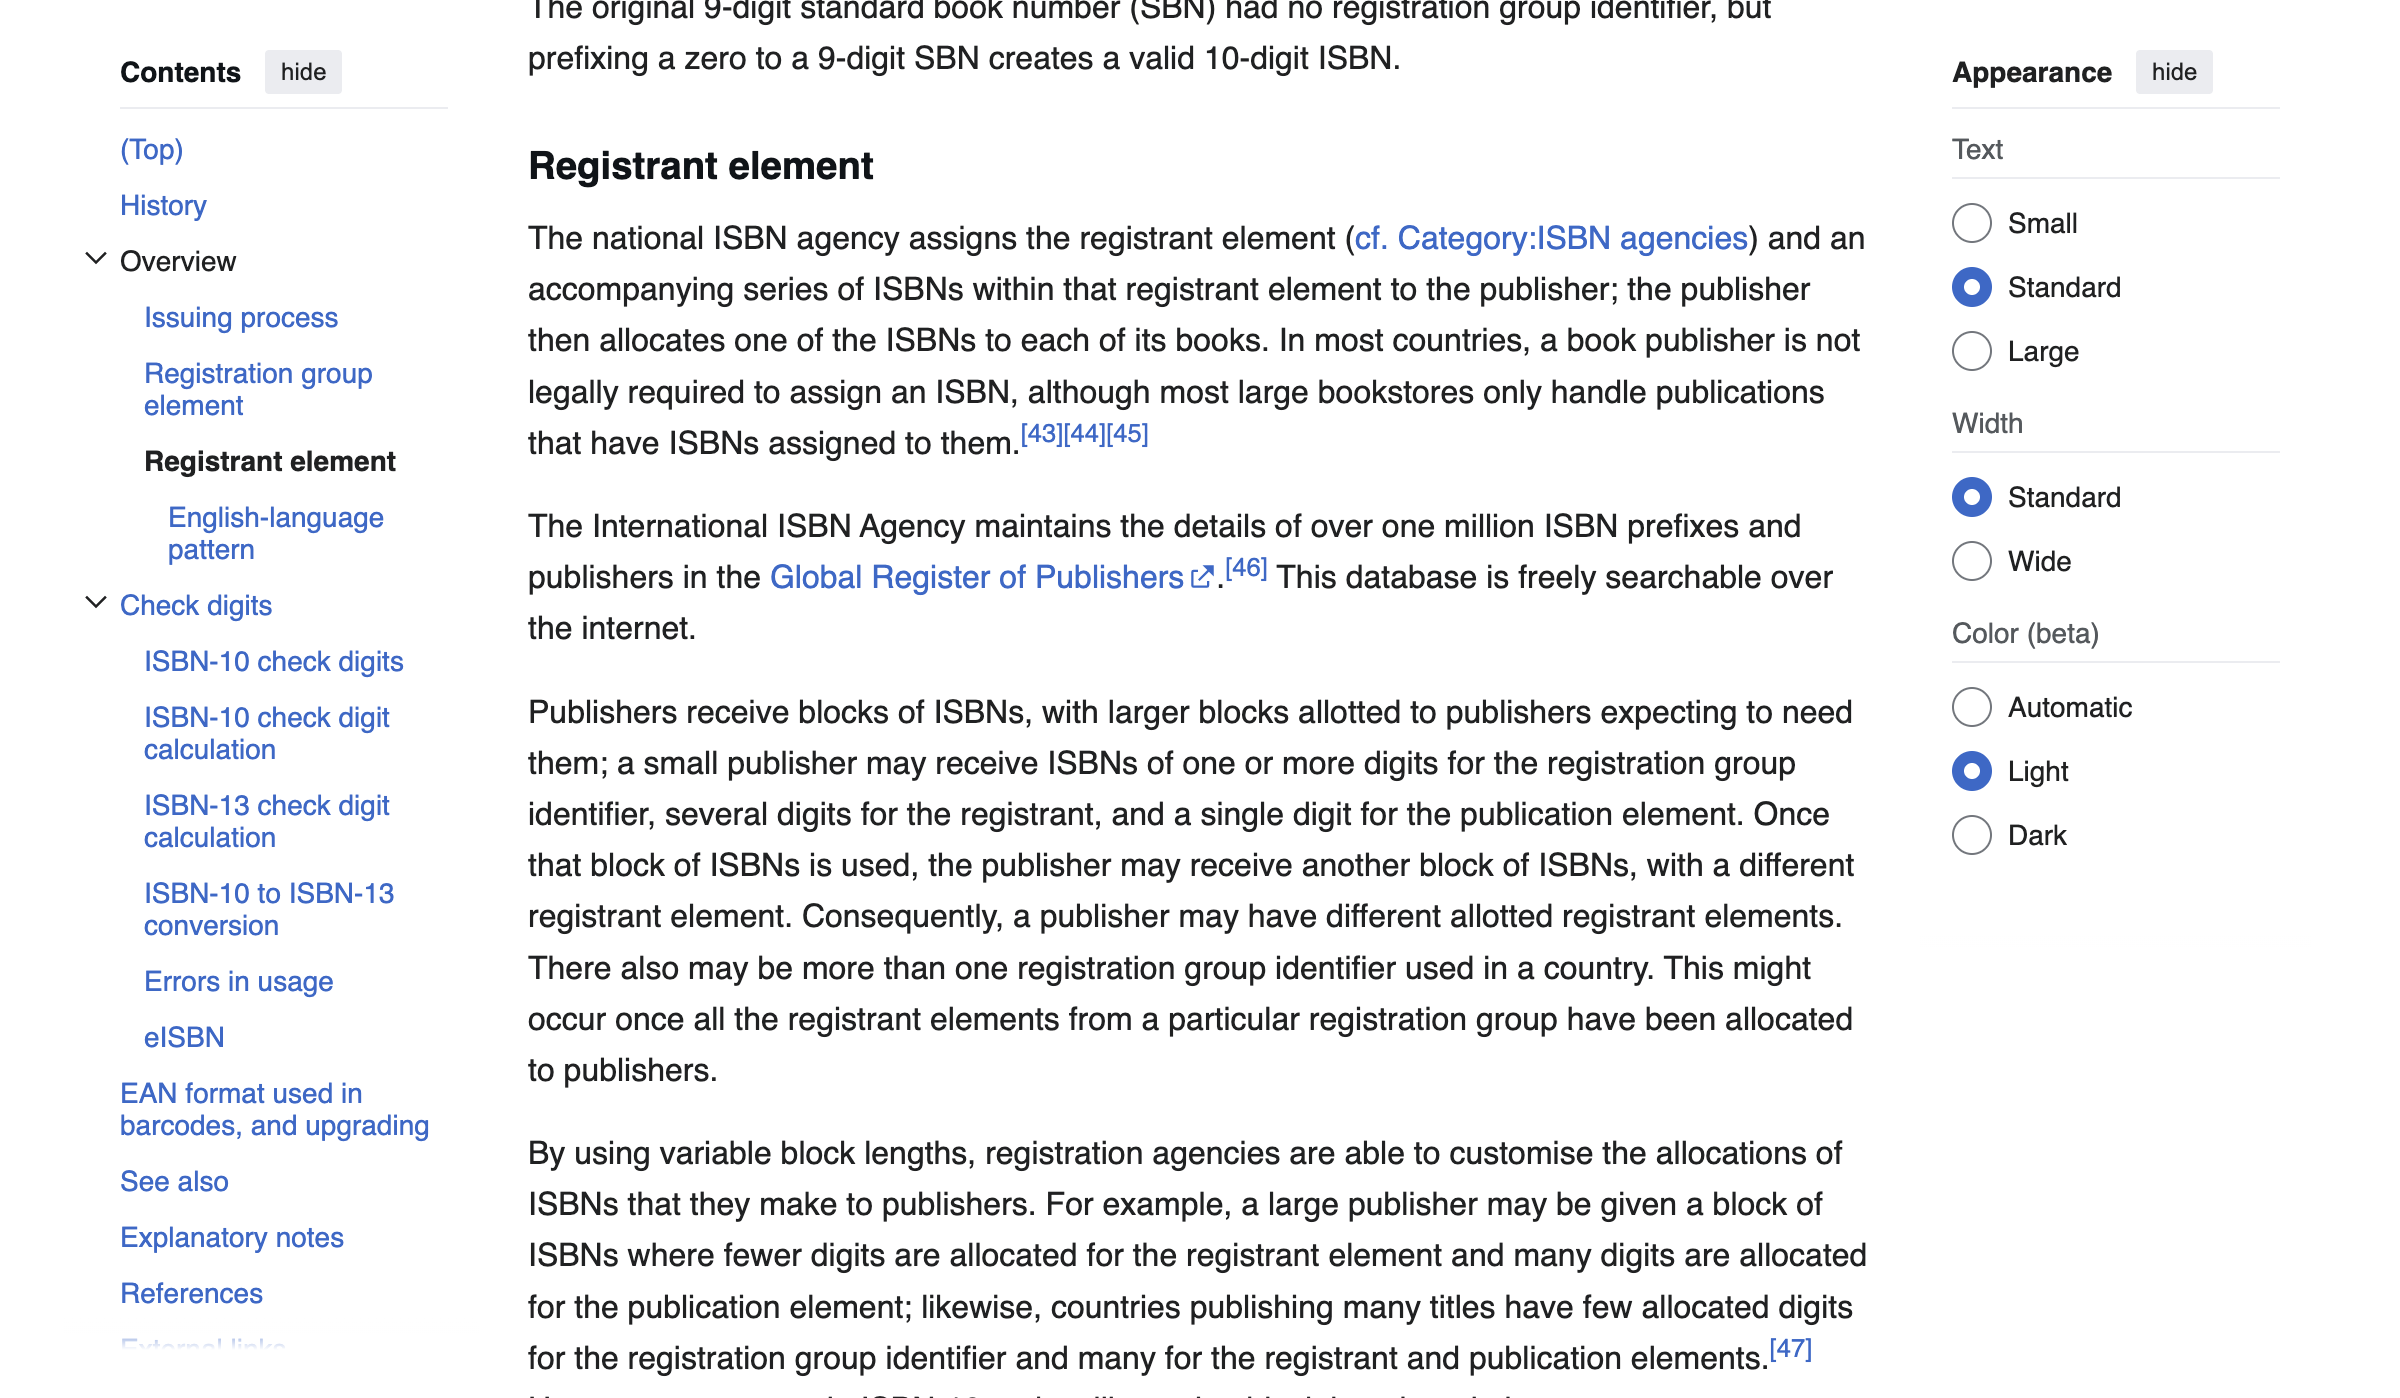 The original 9-digit standard book number (SBN) had no registration group identifier, but
prefixing a zero to a 9-digit SBN creates a valid 10-digit ISBN.
Contents hide
(Top)
History
Overview
Issuing process
Registration group
element
Registrant element
English-language
pattern
Check digits
ISBN-10 check digits
ISBN-10 check digit
calculation
ISBN-13 check digit
calculation
ISBN-10 to ISBN-13
conversion
Errors in usage
eISBN
EAN format used in
barcodes, and upgrading
See also
Explanatory notes
References
External links
Registrant element
The national ISBN agency assigns the registrant element (cf. Category:ISBN agencies) and an
accompanying series of ISBNs within that registrant element to the publisher; the publisher
then allocates one of the ISBNs to each of its books. In most countries, a book publisher is not
legally required to assign an ISBN, although most large bookstores only handle publications
that have ISBNs assigned to them.[43][44][45]
The International ISBN Agency maintains the details of over one million ISBN prefixes and
publishers in the Global Register of Publishers.[46] This database is freely searchable over
the internet.
Publishers receive blocks of ISBNs, with larger blocks allotted to publishers expecting to need
them; a small publisher may receive ISBNs of one or more digits for the registration group
identifier, several digits for the registrant, and a single digit for the publication element. Once
that block of ISBNs is used, the publisher may receive another block of ISBNs, with a different
registrant element. Consequently, a publisher may have different allotted registrant elements.
There also may be more than one registration group identifier used in a country. This might
occur once all the registrant elements from a particular registration group have been allocated
to publishers.
By using variable block lengths, registration agencies are able to customise the allocations of
ISBNs that they make to publishers. For example, a large publisher may be given a block of
ISBNs where fewer digits are allocated for the registrant element and many digits are allocated
for the publication element; likewise, countries publishing many titles have few allocated digits
for the registration group identifier and many for the registrant and publication elements.[47]
Appearance hide
Text
Small
Standard
Large
Width
Standard
Wide
Color (beta)
Automatic
Light
Dark